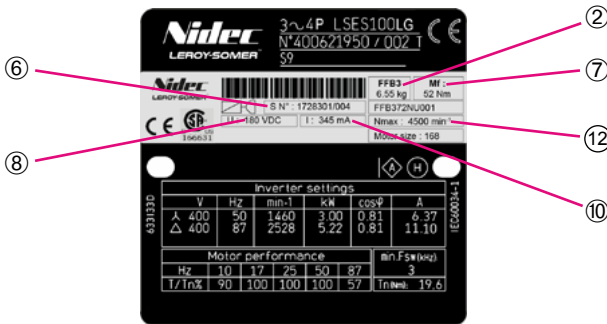 Nidec
LEROY-SOMER
3~4P LSES100LG
N°400621950 / 002
S9
CE
②
⑥
⑦
⑧
⑫
⑩
Nidec
LEROY-SOMER
S N° : 1728301/004
U : 180 VDC
I : 345 mA
FFB3
6.55 kg
Mf :
52 Nm
FFB372NU001
Nmax : 4500 min-1
Motor size : 168
CE
SA
US
166631
A H
633133D
IEC60034-1
Inverter settings
V Hz min-1 kW cosφ A
⅄ 400 50 1460 3.00 0.81 6.37
△ 400 87 2528 5.22 0.81 11.10
Motor performance
Hz 10 17 25 50 87
T/Tn% 90 100 100 100 57
min.Fsw(kHz)
3
Tn(Nm): 19.6